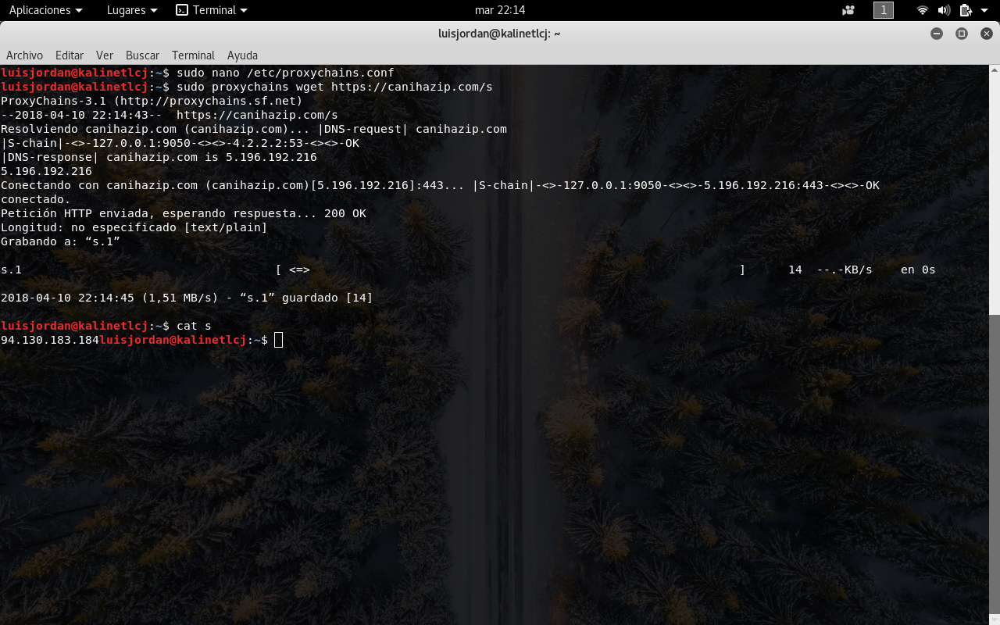 Aplicaciones Lugares Terminal mar 22:14 1
luisjordan@kalinetlcj: ~
Archivo Editar Ver Buscar Terminal Ayuda
luisjordan@kalinetlcj:~$ sudo nano /etc/proxychains.conf
luisjordan@kalinetlcj:~$ sudo proxychains wget https://canihazip.com/s
ProxyChains-3.1 (http://proxychains.sf.net)
--2018-04-10 22:14:43--  https://canihazip.com/s
Resolviendo canihazip.com (canihazip.com)... |DNS-request| canihazip.com
|S-chain|-<>-127.0.0.1:9050-<><>-4.2.2.2:53-<><>-OK
|DNS-response| canihazip.com is 5.196.192.216
5.196.192.216
Conectando con canihazip.com (canihazip.com)[5.196.192.216]:443... |S-chain|-<>-127.0.0.1:9050-<><>-5.196.192.216:443-<><>-OK
conectado.
Petición HTTP enviada, esperando respuesta... 200 OK
Longitud: no especificado [text/plain]
Grabando a: “s.1”
s.1 [ <=> ] 14 --.-KB/s en 0s
2018-04-10 22:14:45 (1,51 MB/s) - “s.1” guardado [14]
luisjordan@kalinetlcj:~$ cat s
94.130.183.184luisjordan@kalinetlcj:~$